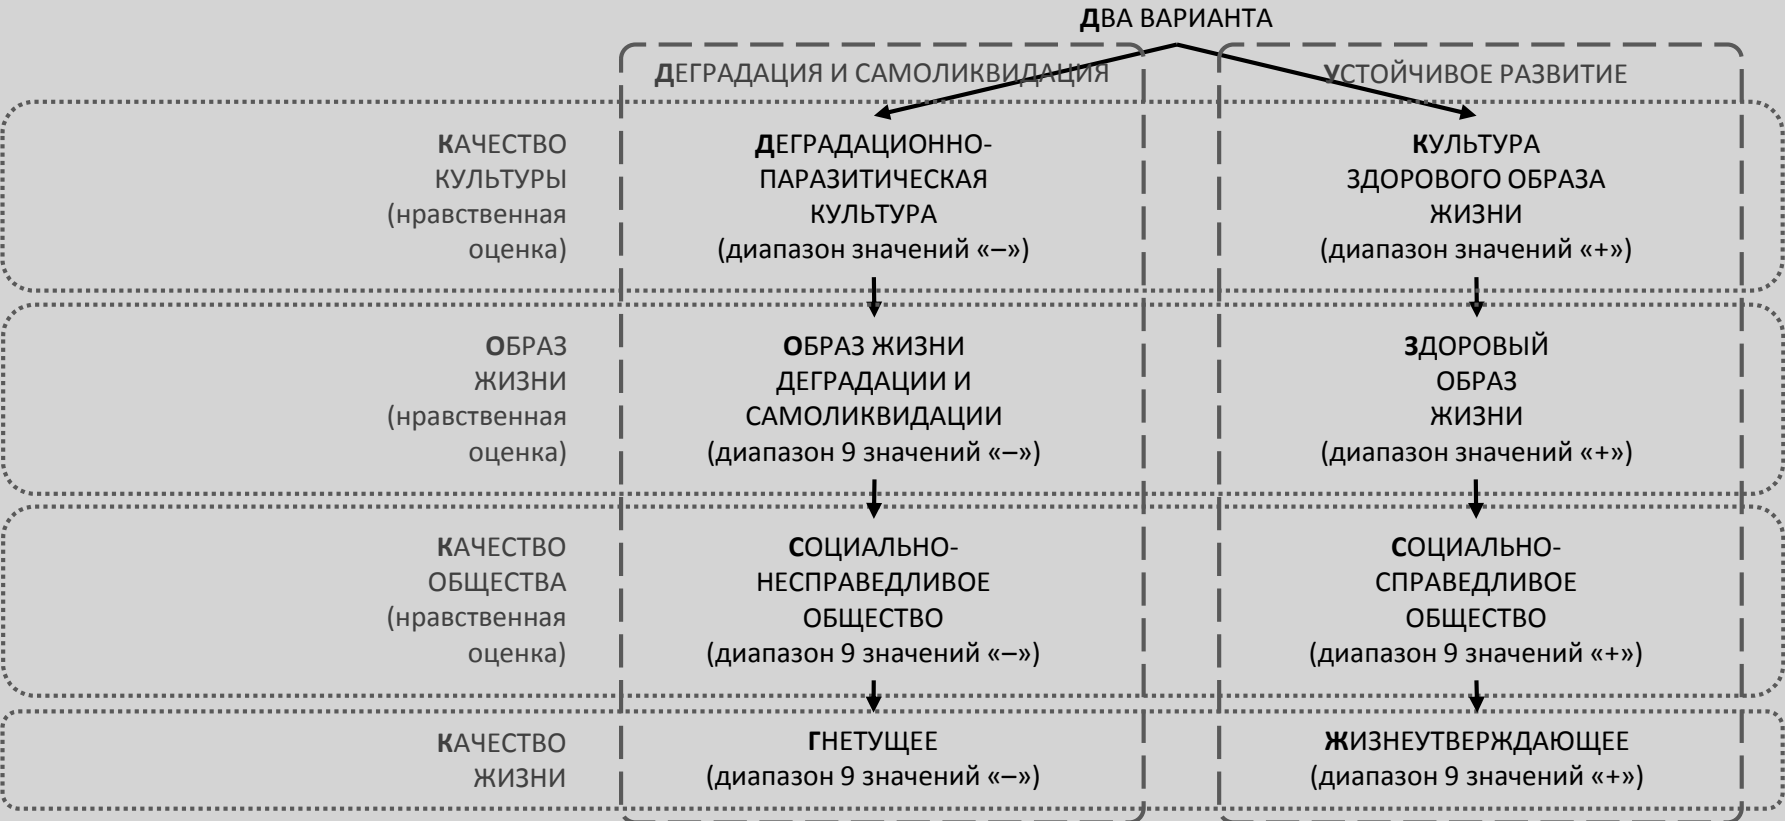 ДВА ВАРИАНТА
ДЕГРАДАЦИЯ И САМОЛИКВИДАЦИЯ
УСТОЙЧИВОЕ РАЗВИТИЕ
КАЧЕСТВО
КУЛЬТУРЫ
(нравственная
оценка)
ДЕГРАДАЦИОННО-
ПАРАЗИТИЧЕСКАЯ
КУЛЬТУРА
(диапазон значений «–»)
КУЛЬТУРА
ЗДОРОВОГО ОБРАЗА
ЖИЗНИ
(диапазон значений «+»)
ОБРАЗ
ЖИЗНИ
(нравственная
оценка)
ОБРАЗ ЖИЗНИ
ДЕГРАДАЦИИ И
САМОЛИКВИДАЦИИ
(диапазон 9 значений «–»)
ЗДОРОВЫЙ
ОБРАЗ
ЖИЗНИ
(диапазон значений «+»)
КАЧЕСТВО
ОБЩЕСТВА
(нравственная
оценка)
СОЦИАЛЬНО-
НЕСПРАВЕДЛИВОЕ
ОБЩЕСТВО
(диапазон 9 значений «–»)
СОЦИАЛЬНО-
СПРАВЕДЛИВОЕ
ОБЩЕСТВО
(диапазон 9 значений «+»)
КАЧЕСТВО
ЖИЗНИ
ГНЕТУЩЕЕ
(диапазон 9 значений «–»)
ЖИЗНЕУТВЕРЖДАЮЩЕЕ
(диапазон 9 значений «+»)